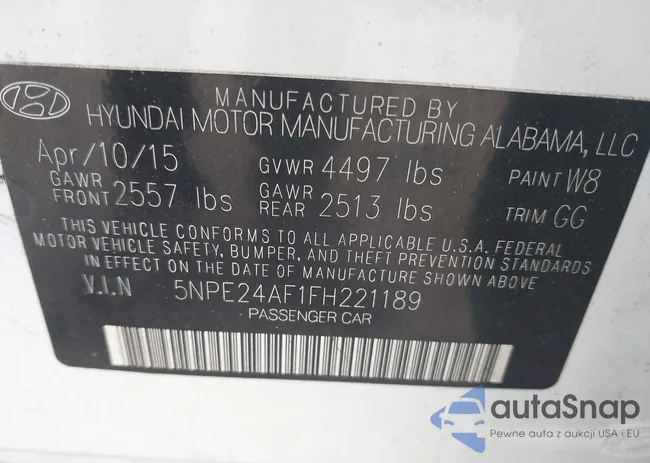 MANUFACTURED BY
HYUNDAI MOTOR MANUFACTURING ALABAMA, LLC
Apr/10/15 GVWR 4497 lbs PAINT W8
GAWR FRONT 2557 lbs GAWR REAR 2513 lbs TRIM GG
THIS VEHICLE CONFORMS TO ALL APPLICABLE U.S.A. FEDERAL
MOTOR VEHICLE SAFETY, BUMPER, AND THEFT PREVENTION STANDARDS
IN EFFECT ON THE DATE OF MANUFACTURE SHOWN ABOVE
V.I.N 5NPE24AF1FH221189
PASSENGER CAR
autaSnap
Pewne auta z aukcji USA i EU